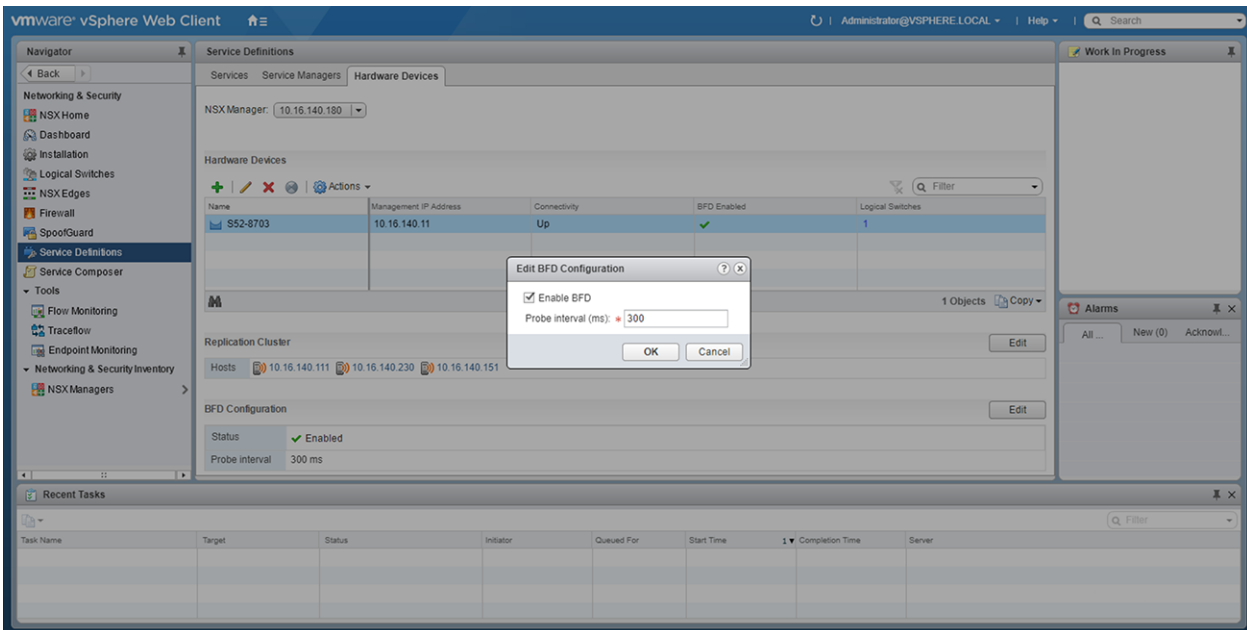 vmware® vSphere Web Client
Administrator@VSPHERE.LOCAL | Help | Search
Navigator
Back
Networking & Security
NSX Home
Dashboard
Installation
Logical Switches
NSX Edges
Firewall
SpoofGuard
Service Definitions
Service Composer
Tools
Flow Monitoring
Traceflow
Endpoint Monitoring
Networking & Security Inventory
NSX Managers
Service Definitions
Services Service Managers Hardware Devices
NSX Manager: 10.16.140.180
Hardware Devices
Actions Filter
Name Management IP Address Connectivity BFD Enabled Logical Switches
S52-8703 10.16.140.11 Up 1
1 Objects Copy
Replication Cluster Edit
Hosts 10.16.140.111 10.16.140.230 10.16.140.151
BFD Configuration Edit
Status Enabled
Probe interval 300 ms
Edit BFD Configuration
Enable BFD
Probe interval (ms): * 300
OK Cancel
Work In Progress
Alarms
All ... New (0) Acknowl...
Recent Tasks
Filter
Task Name Target Status Initiator Queued For Start Time 1 Completion Time Server